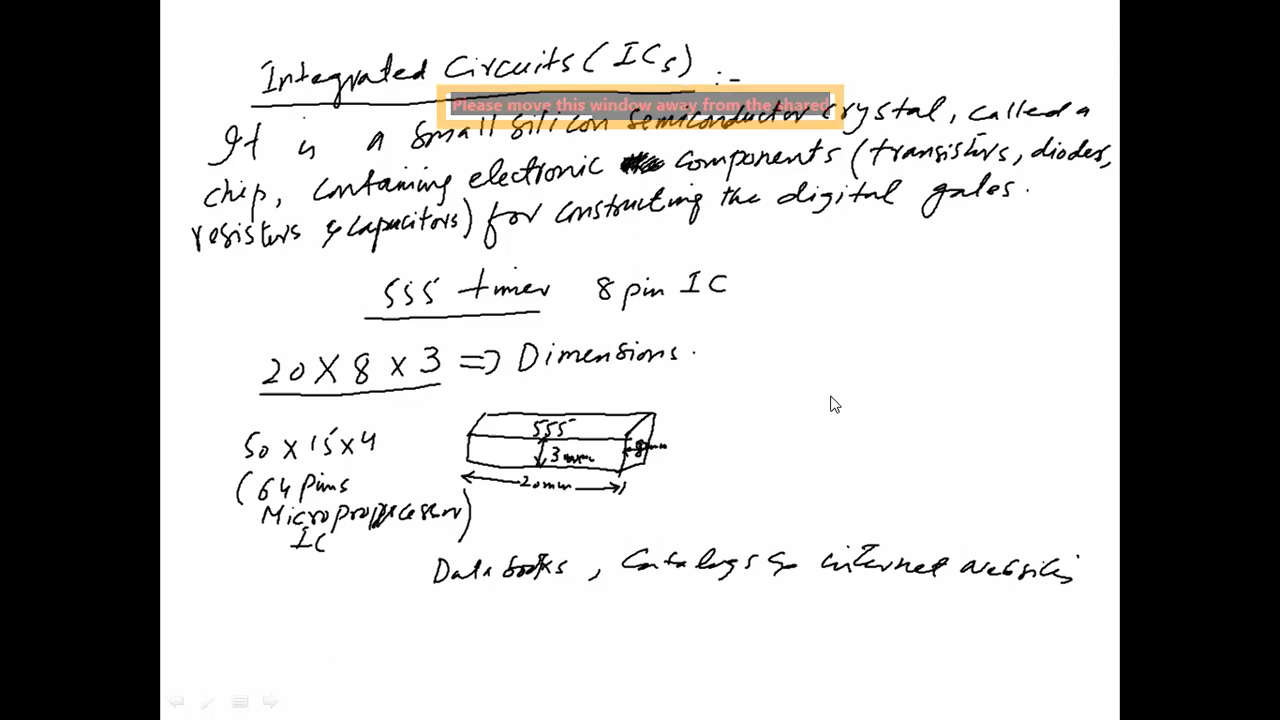 Integrated Circuits (ICs) :-
Please move this window away from the shared
It is a small silicon semiconductor crystal, called a
chip, containing electronic components (transistors, diodes,
resisters & capacitors) for constructing the digital gates.
555 timer 8 pin IC
20 X 8 x 3 => Dimensions.
50 x 15 x 4
(64 pins
Microprocessor)
IC
555
3mm
8mm
20mm
Data books, Catalogs & internet websites